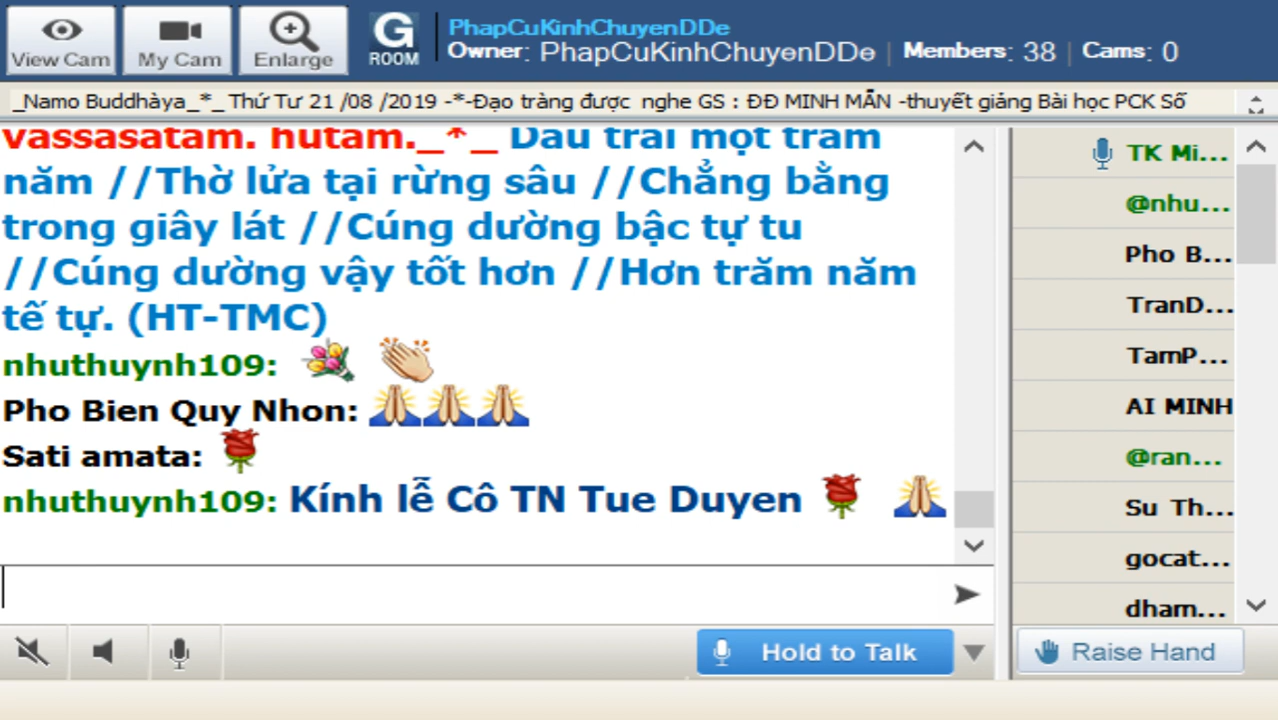 View Cam
My Cam
Enlarge
G
ROOM
PhapCuKinhChuyenDDe
Owner: PhapCuKinhChuyenDDe | Members: 38 | Cams: 0
_Namo Buddhàya_*_ Thứ Tư 21 /08 /2019 -*-Đạo tràng được nghe GS : ĐĐ MINH MẪN -thuyết giảng Bài học PCK Số
vassasatam. hutam._*_ Dầu trải một trăm
năm //Thờ lửa tại rừng sâu //Chẳng bằng
trong giây lát //Cúng dường bậc tự tu
//Cúng dường vậy tốt hơn //Hơn trăm năm
tế tự. (HT-TMC)
nhuthuynh109:
Pho Bien Quy Nhon:
Sati amata:
nhuthuynh109: Kính lễ Cô TN Tue Duyen
TK Mi...
@nhu...
Pho B...
TranD...
TamP...
AI MINH
@ran...
Su Th...
gocat...
dham...
Hold to Talk
Raise Hand